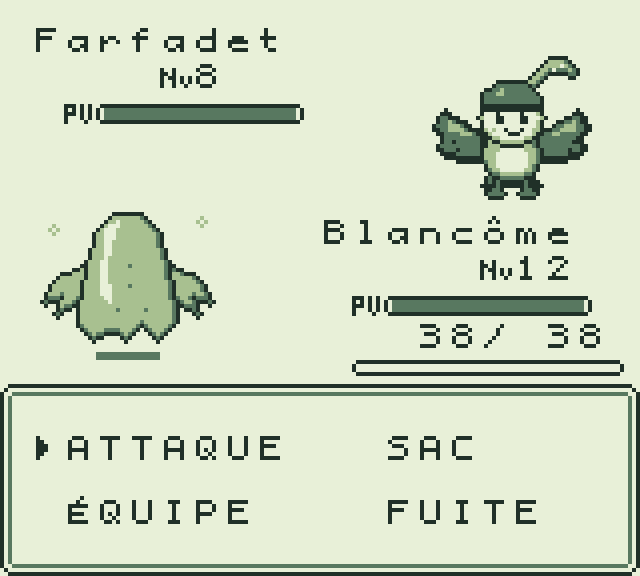 Farfadet
Nv8
PV
Blancôme
Nv12
PV
38/ 38
ATTAQUE SAC
ÉQUIPE FUITE